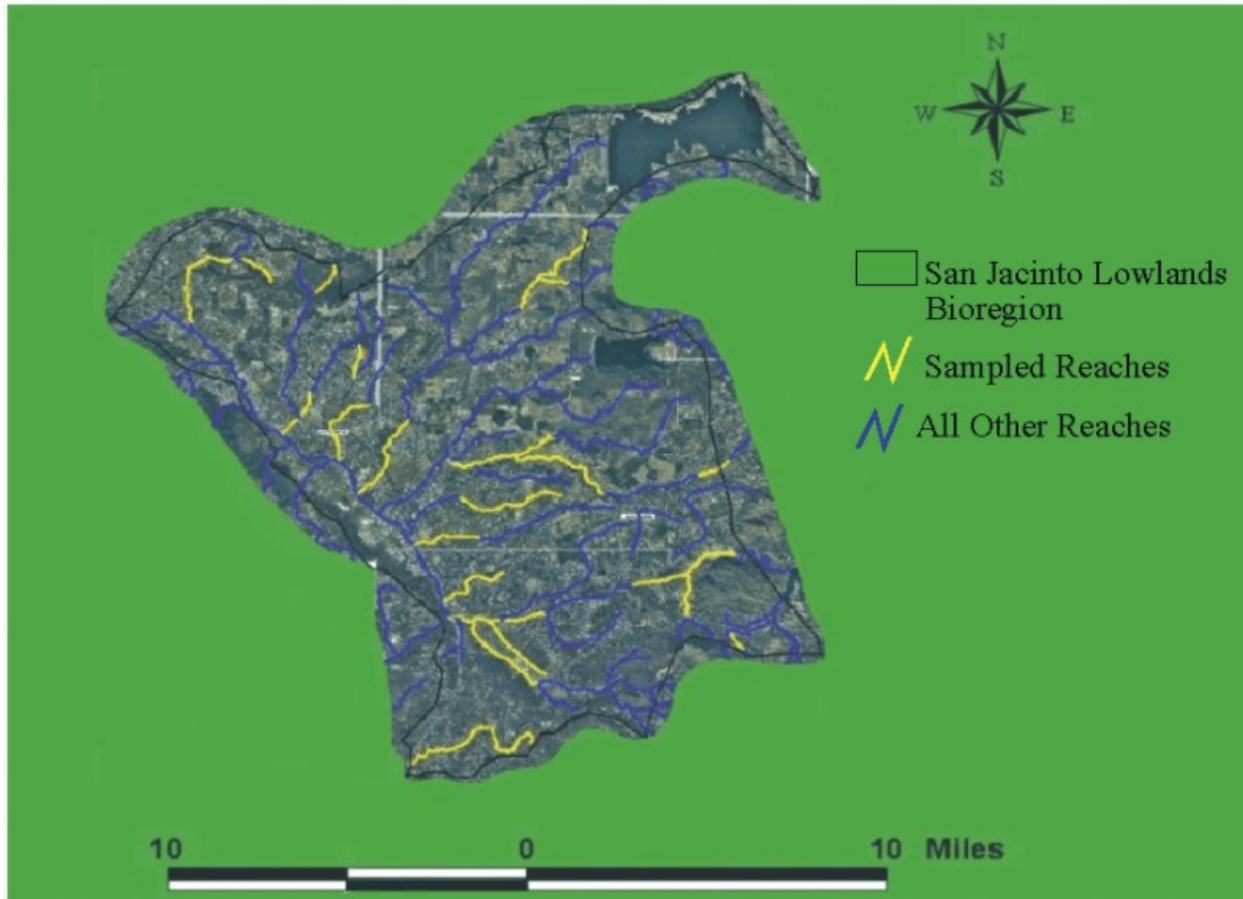 N
W E
S
San Jacinto Lowlands
Bioregion
Sampled Reaches
All Other Reaches
10 0 10 Miles